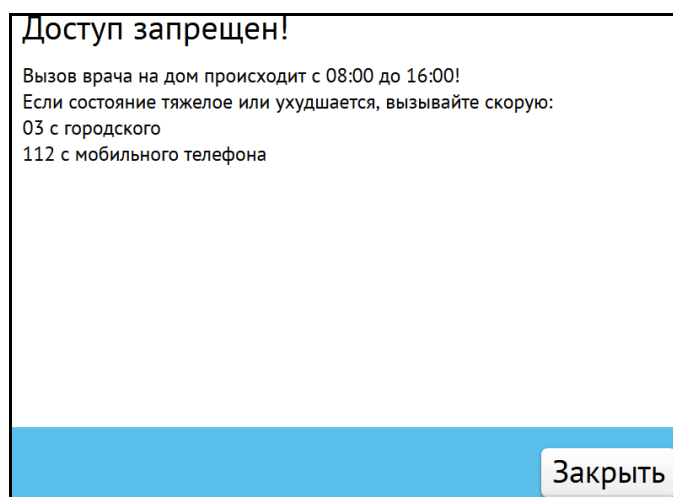 Доступ запрещен!
Вызов врача на дом происходит с 08:00 до 16:00!
Если состояние тяжелое или ухудшается, вызывайте скорую:
03 с городского
112 с мобильного телефона
Закрыть